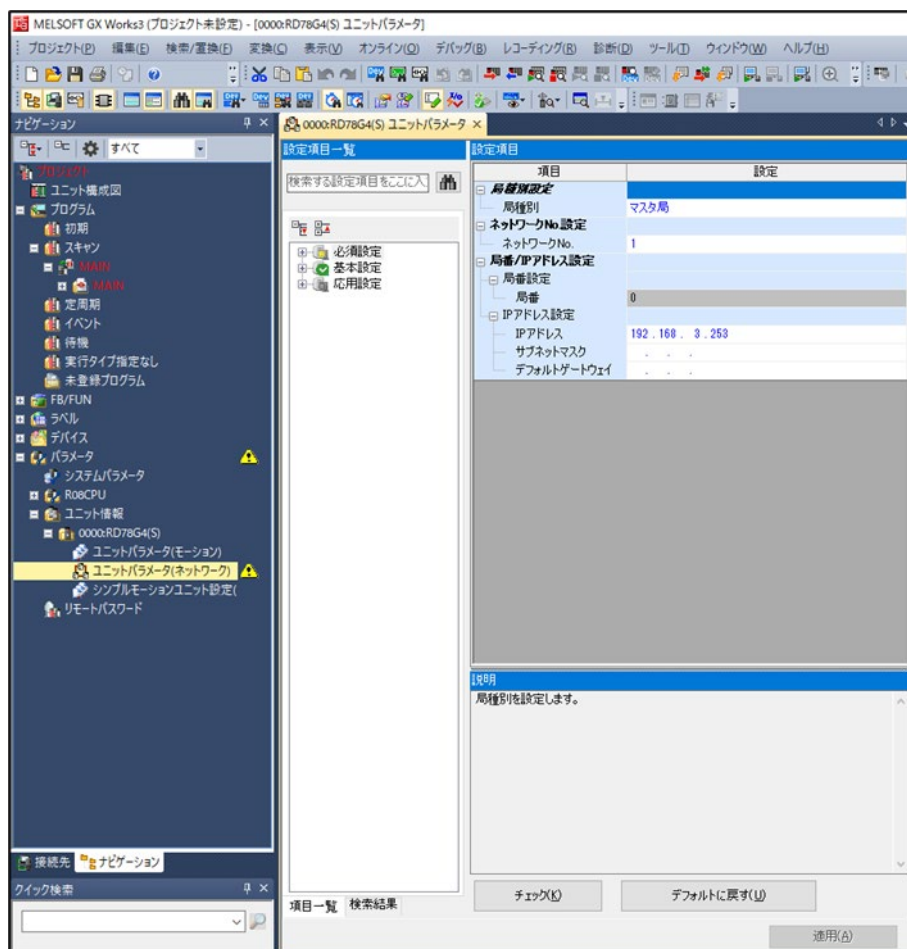 MELSOFT GX Works3 (プロジェクト未設定) - [0000:RD78G4(S) ユニットパラメータ]
プロジェクト(P) 編集(E) 検索/置換(F) 変換(C) 表示(V) オンライン(O) デバッグ(B) レコーディング(R) 診断(D) ツール(T) ウィンドウ(W) ヘルプ(H)
ナビゲーション
すべて
プロジェクト
ユニット構成図
プログラム
初期
スキャン
MAIN
MAIN
定周期
イベント
待機
実行タイプ指定なし
未登録プログラム
FB/FUN
ラベル
デバイス
パラメータ
システムパラメータ
R08CPU
ユニット情報
0000:RD78G4(S)
ユニットパラメータ(モーション)
ユニットパラメータ(ネットワーク)
シンプルモーションユニット設定(
リモートパスワード
接続先 ナビゲーション
クイック検索
0000:RD78G4(S) ユニットパラメータ
設定項目一覧
検索する設定項目をここに入
必須設定
基本設定
応用設定
項目一覧 検索結果
設定項目
項目 設定
局種別設定
局種別 マスタ局
ネットワークNo.設定
ネットワークNo. 1
局番/IPアドレス設定
局番設定
局番 0
IPアドレス設定
IPアドレス 192 . 168 . 3 . 253
サブネットマスク . . .
デフォルトゲートウェイ . . .
説明
局種別を設定します。
チェック(K) デフォルトに戻す(U)
適用(A)